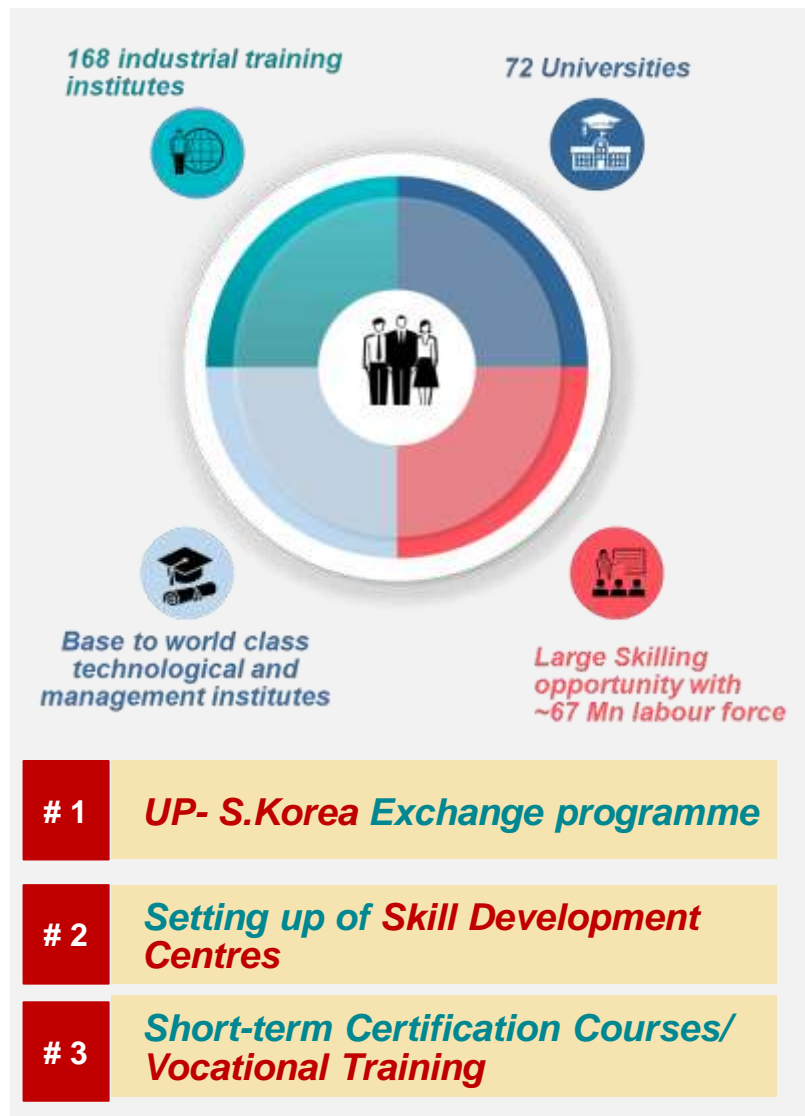 168 industrial training
institutes
72 Universities
Base to world class
technological and
management institutes
Large Skilling
opportunity with
~67 Mn labour force
# 1
UP- S.Korea Exchange programme
# 2
Setting up of Skill Development
Centres
# 3
Short-term Certification Courses/
Vocational Training